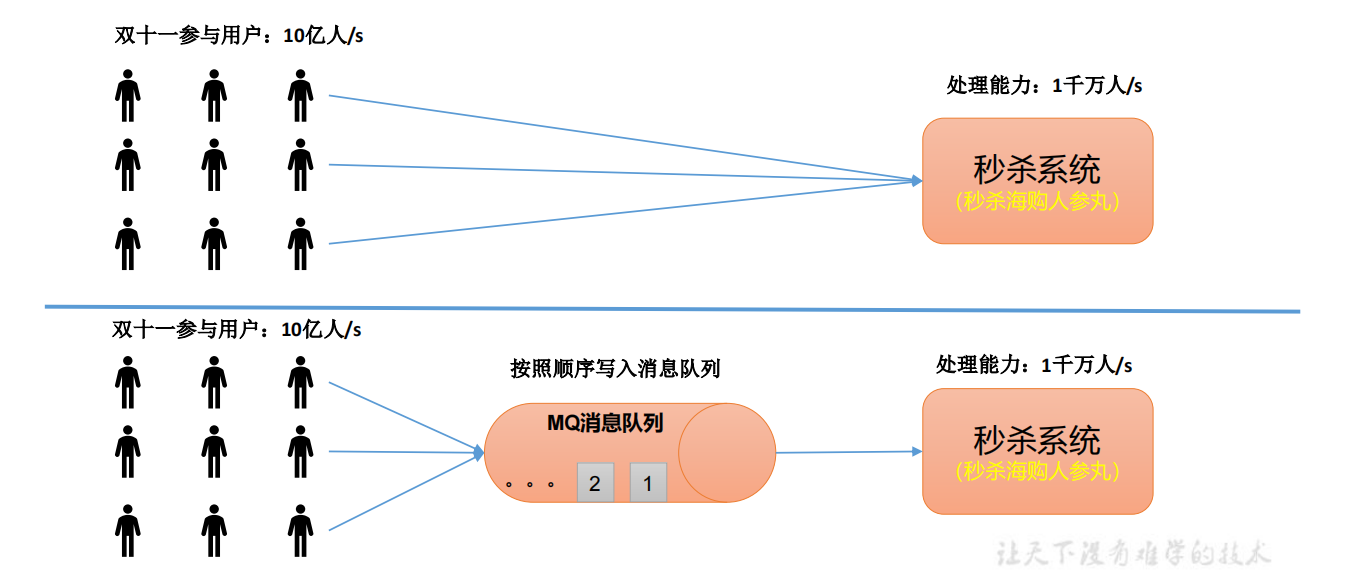 双十一参与用户：10亿人/s
处理能力：1千万人/s
秒杀系统
(秒杀海购人参丸)
双十一参与用户：10亿人/s
按照顺序写入消息队列
处理能力：1千万人/s
MQ消息队列
。。。 2 1
秒杀系统
(秒杀海购人参丸)
让天下没有难学的技术